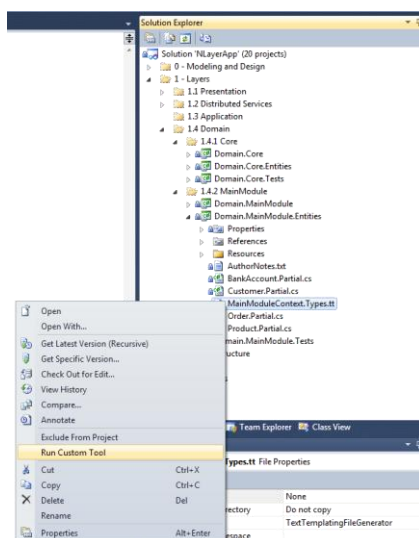 Solution Explorer
Solution 'NLayerApp' (20 projects)
0 - Modeling and Design
1 - Layers
1.1 Presentation
1.2 Distributed Services
1.3 Application
1.4 Domain
1.4.1 Core
Domain.Core
Domain.Core.Entities
Domain.Core.Tests
1.4.2 MainModule
Domain.MainModule
Domain.MainModule.Entities
Properties
References
Resources
AuthorNotes.txt
BankAccount.Partial.cs
Customer.Partial.cs
MainModuleContext.Types.tt
Order.Partial.cs
Product.Partial.cs
main.MainModule.Tests
ucture
s
Open
Open With...
Get Latest Version (Recursive)
Get Specific Version...
Check Out for Edit...
View History
Compare...
Annotate
Exclude From Project
Run Custom Tool
Cut Ctrl+X
Copy Ctrl+C
Delete Del
Rename
Properties Alt+Enter
Team Explorer Class View
Types.tt File Properties
None
rectory Do not copy
TextTemplatingFileGenerator
espace